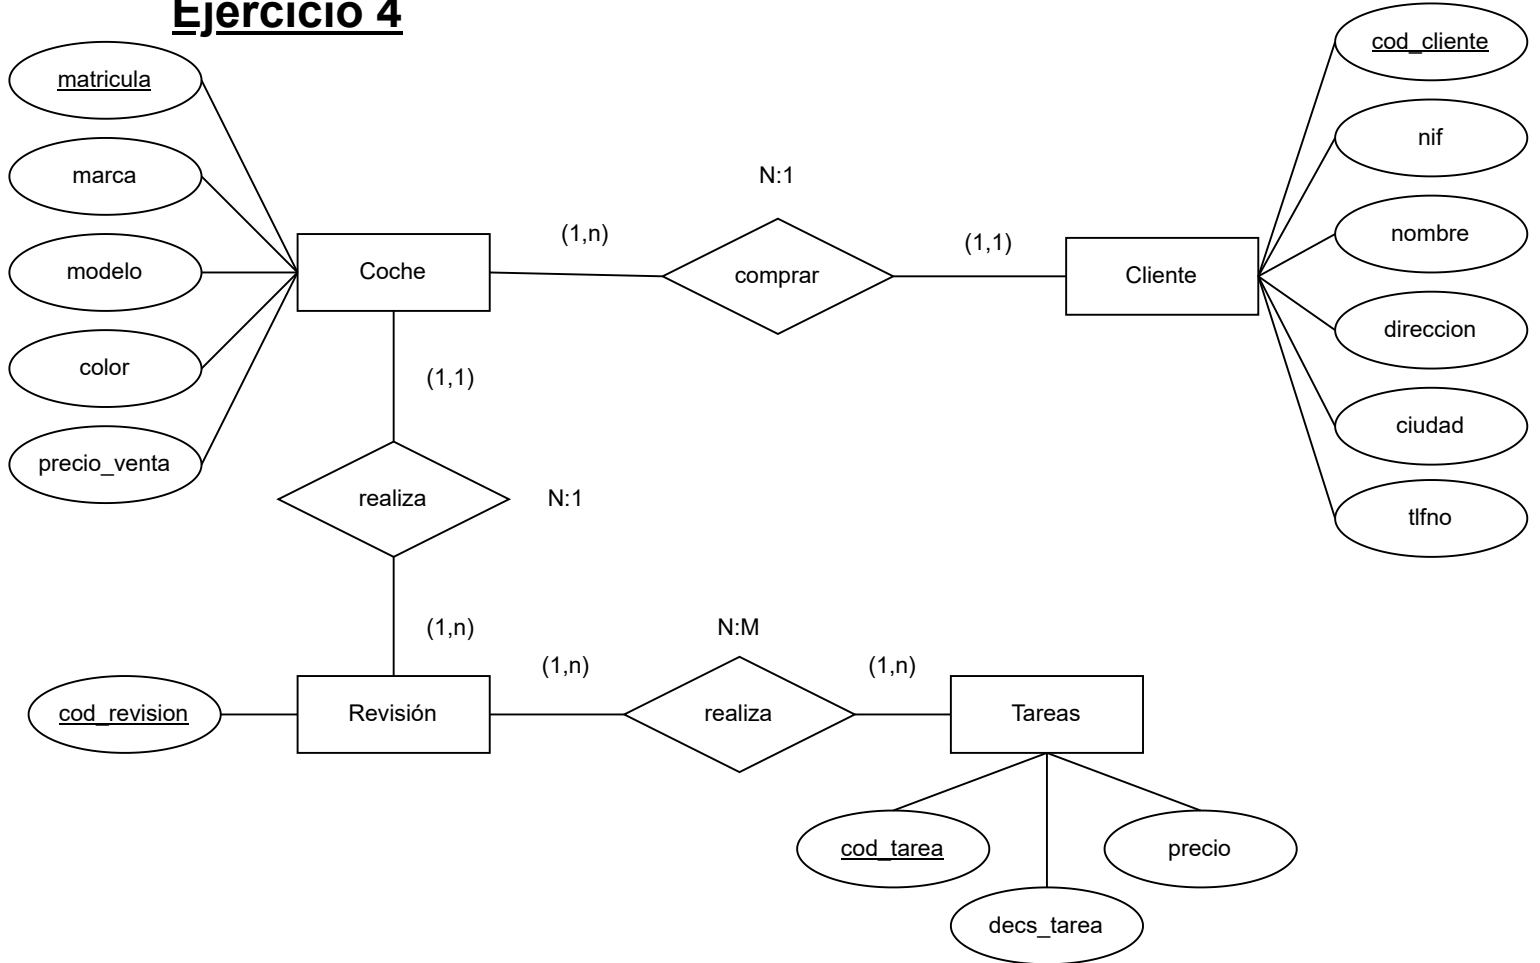 Ejercicio 4
matricula
marca
modelo
color
precio_venta
Coche
(1,n)
N:1
comprar
(1,1)
Cliente
cod_cliente
nif
nombre
direccion
ciudad
tlfno
(1,1)
realiza
N:1
(1,n)
cod_revision
Revisión
(1,n)
N:M
realiza
(1,n)
Tareas
cod_tarea
decs_tarea
precio